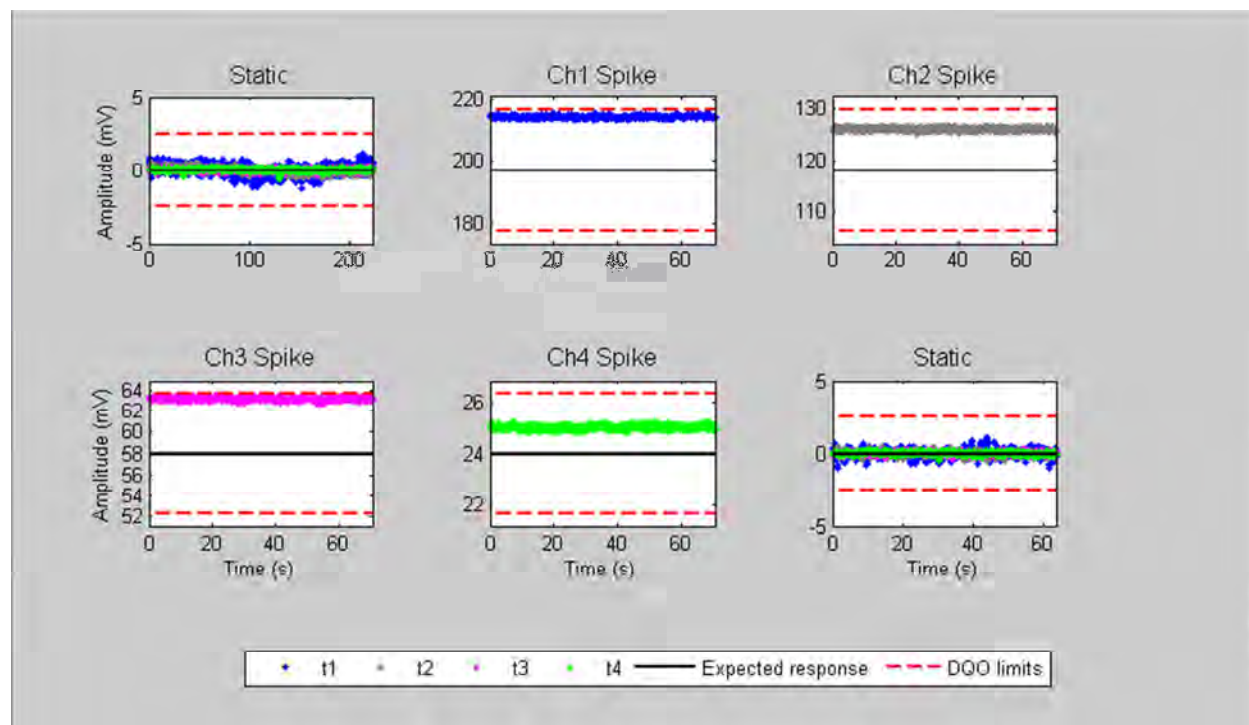 Static
Ch1 Spike
Ch2 Spike
Amplitude (mV)
5
0
-5
0 100 200
220
200
180
0 20 40 60
130
120
110
0 20 40 60
Ch3 Spike
Ch4 Spike
Static
Amplitude (mV)
64
62
60
58
56
54
52
0 20 40 60
Time (s)
26
24
22
0 20 40 60
Time (s)
5
0
-5
0 20 40 60
Time (s)
t1 t2 t3 t4 Expected response DQO limits